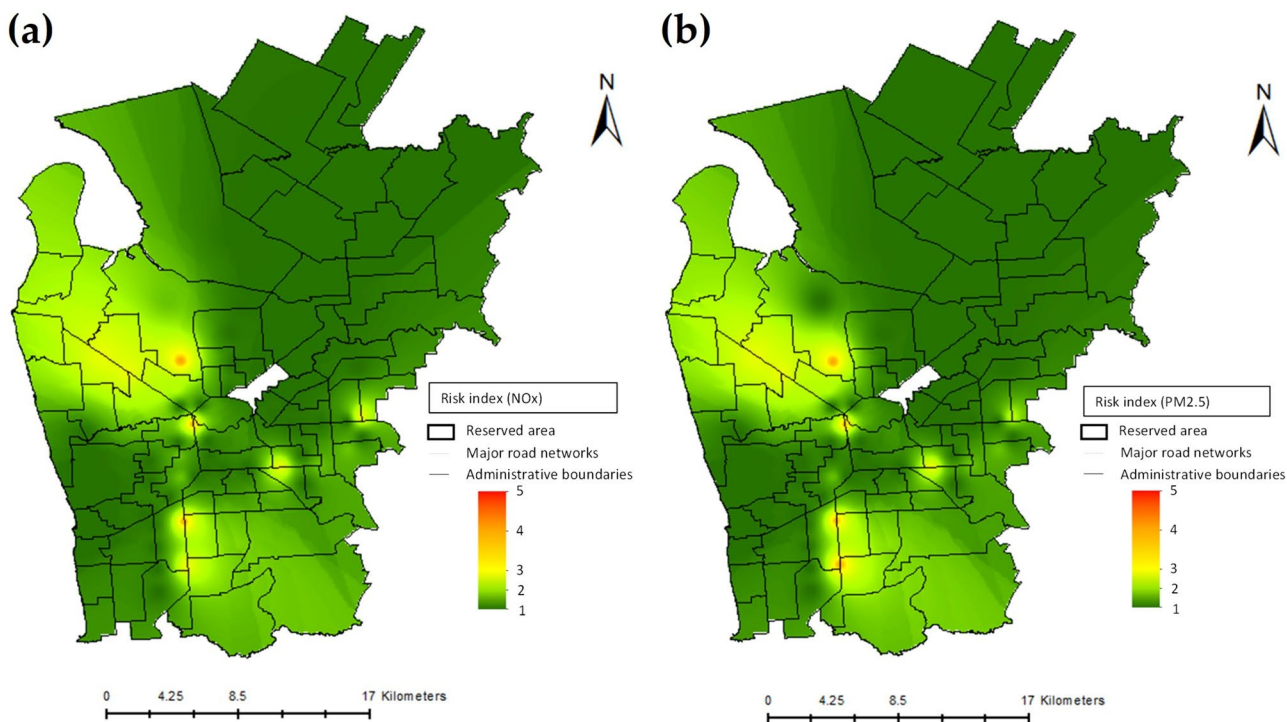 (a)
N
Risk index (NOx)
Reserved area
Major road networks
Administrative boundaries
5
4
3
2
1
0 4.25 8.5 17 Kilometers
(b)
N
Risk index (PM2.5)
Reserved area
Major road networks
Administrative boundaries
5
4
3
2
1
0 4.25 8.5 17 Kilometers